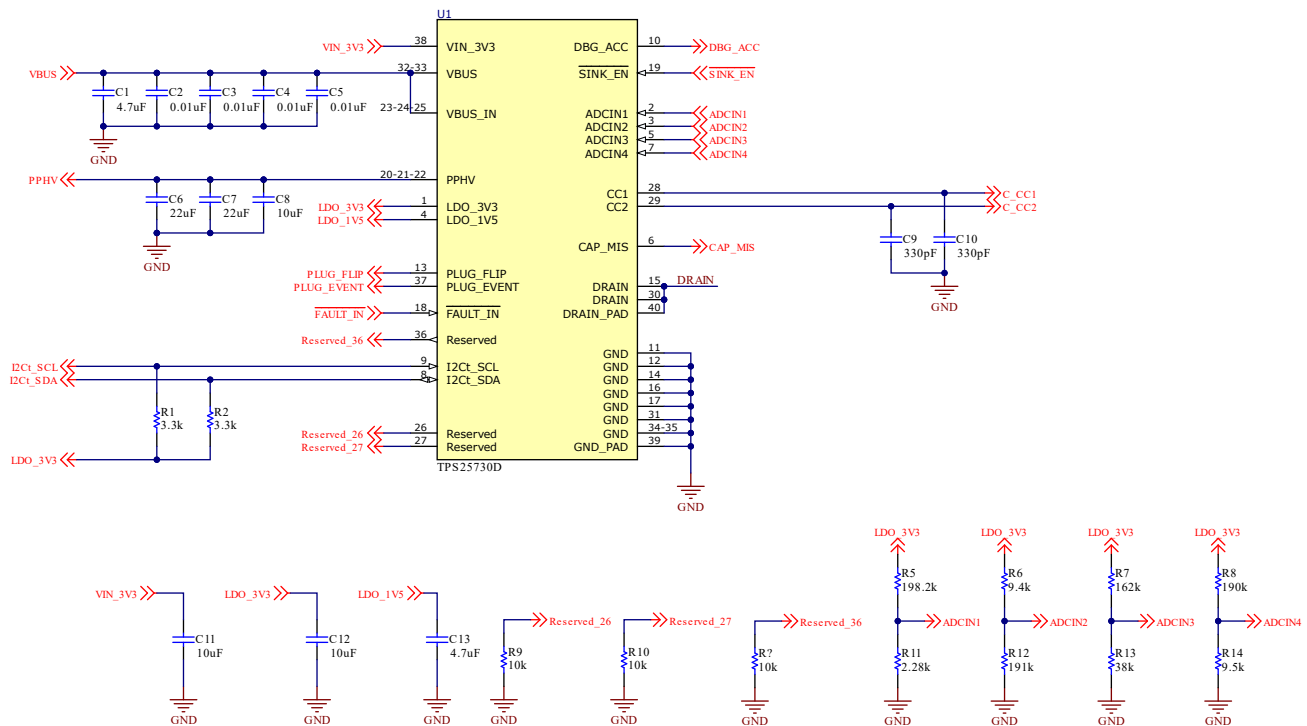 U1
VIN_3V3 38 VIN_3V3 DBG_ACC 10 DBG_ACC
VBUS 32-33 VBUS SINK_EN 19 SINK_EN
C1 C2 C3 C4 C5
4.7uF 0.01uF 0.01uF 0.01uF 0.01uF
23-24-25 VBUS_IN ADCIN1 2 ADCIN1
ADCIN2 3 ADCIN2
ADCIN3 5 ADCIN3
ADCIN4 7 ADCIN4
GND
PPHV 20-21-22 PPHV
CC1 28 C_CC1
C6 C7 C8
22uF 22uF 10uF
LDO_3V3 1 LDO_3V3 CC2 29 C_CC2
LDO_1V5 4 LDO_1V5
C9 C10
330pF 330pF
CAP_MIS 6 CAP_MIS
GND
PLUG_FLIP 13 PLUG_FLIP DRAIN 15 DRAIN
PLUG_EVENT 37 PLUG_EVENT DRAIN 30
GND
FAULT_IN 18 FAULT_IN DRAIN_PAD 40
Reserved_36 36 Reserved
GND 11
I2Ct_SCL 9 I2Ct_SCL GND 12
I2Ct_SDA 8 I2Ct_SDA GND 14
GND 16
GND 17
R1 R2
3.3k 3.3k
GND 31
Reserved_26 26 Reserved GND 34-35
Reserved_27 27 Reserved GND_PAD 39
LDO_3V3
TPS25730D
GND
LDO_3V3 LDO_3V3 LDO_3V3 LDO_3V3
R5 R6 R7 R8
198.2k 9.4k 162k 190k
VIN_3V3 LDO_3V3 LDO_1V5
Reserved_26 Reserved_27 Reserved_36 ADCIN1 ADCIN2 ADCIN3 ADCIN4
C11 C12 C13
10uF 10uF 4.7uF
R9 R10 R? R11 R12 R13 R14
10k 10k 10k 2.28k 191k 38k 9.5k
GND GND GND GND GND GND GND GND GND GND